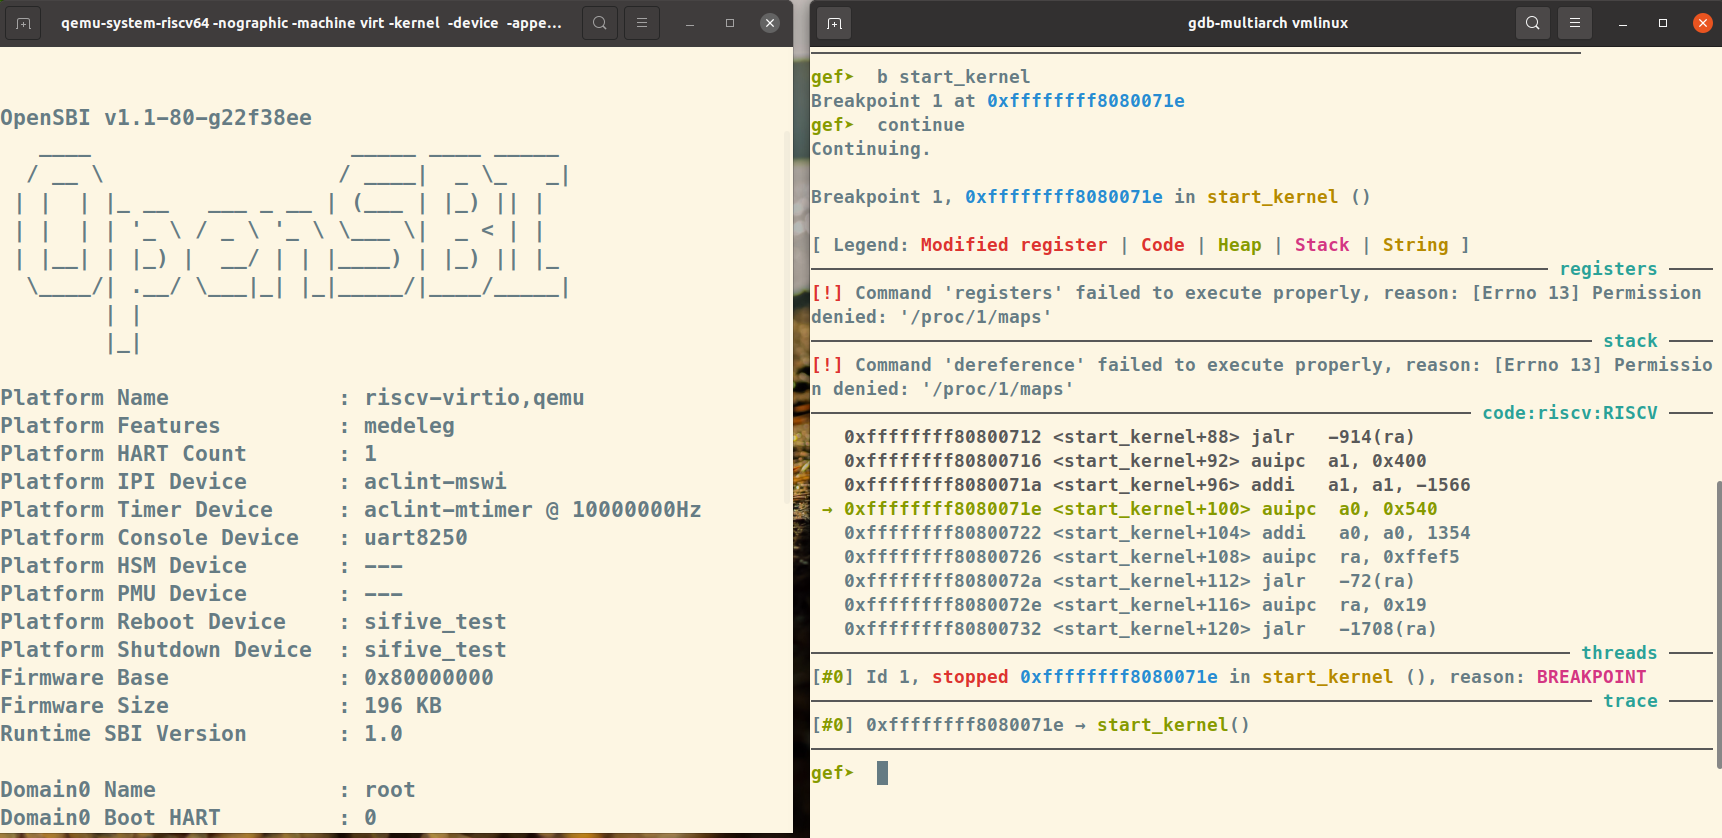 qemu-system-riscv64 -nographic -machine virt -kernel  -device  -appe...
OpenSBI v1.1-80-g22f38ee
   ____                    _____ ____ _____
  / __ \                  / ____|  _ \_   _|
 | |  | |_ __   ___ _ __ | (___ | |_) || |
 | |  | | '_ \ / _ \ '_ \ \___ \|  _ < | |
 | |__| | |_) |  __/ | | |____) | |_) || |_
  \____/| .__/ \___|_| |_|_____/|____/_____|
        | |
        |_|
Platform Name             : riscv-virtio,qemu
Platform Features         : medeleg
Platform HART Count       : 1
Platform IPI Device       : aclint-mswi
Platform Timer Device     : aclint-mtimer @ 10000000Hz
Platform Console Device   : uart8250
Platform HSM Device       : ---
Platform PMU Device       : ---
Platform Reboot Device    : sifive_test
Platform Shutdown Device  : sifive_test
Firmware Base             : 0x80000000
Firmware Size             : 196 KB
Runtime SBI Version       : 1.0
Domain0 Name              : root
Domain0 Boot HART         : 0
gdb-multiarch vmlinux
gef➤  b start_kernel
Breakpoint 1 at 0xffffffff8080071e
gef➤  continue
Continuing.
Breakpoint 1, 0xffffffff8080071e in start_kernel ()
[ Legend: Modified register | Code | Heap | Stack | String ]
registers
[!] Command 'registers' failed to execute properly, reason: [Errno 13] Permission
denied: '/proc/1/maps'
stack
[!] Command 'dereference' failed to execute properly, reason: [Errno 13] Permissio
n denied: '/proc/1/maps'
code:riscv:RISCV
   0xffffffff80800712 <start_kernel+88> jalr   -914(ra)
   0xffffffff80800716 <start_kernel+92> auipc  a1, 0x400
   0xffffffff8080071a <start_kernel+96> addi   a1, a1, -1566
 → 0xffffffff8080071e <start_kernel+100> auipc  a0, 0x540
   0xffffffff80800722 <start_kernel+104> addi   a0, a0, 1354
   0xffffffff80800726 <start_kernel+108> auipc  ra, 0xffef5
   0xffffffff8080072a <start_kernel+112> jalr   -72(ra)
   0xffffffff8080072e <start_kernel+116> auipc  ra, 0x19
   0xffffffff80800732 <start_kernel+120> jalr   -1708(ra)
threads
[#0] Id 1, stopped 0xffffffff8080071e in start_kernel (), reason: BREAKPOINT
trace
[#0] 0xffffffff8080071e → start_kernel()
gef➤